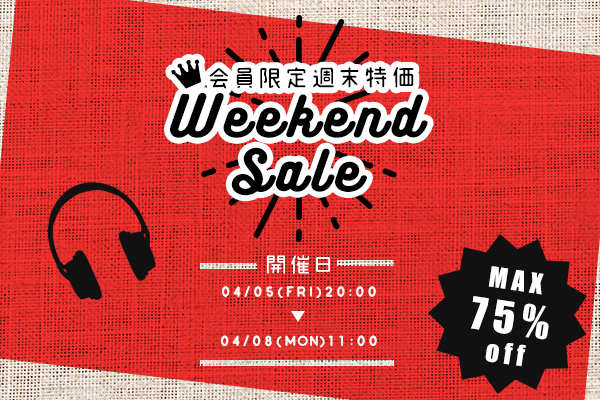 会員限定週末特価
Weekend
Sale
開催日
04/05(FRI)20:00
▼
04/08(MON)11:00
MAX
75%
off